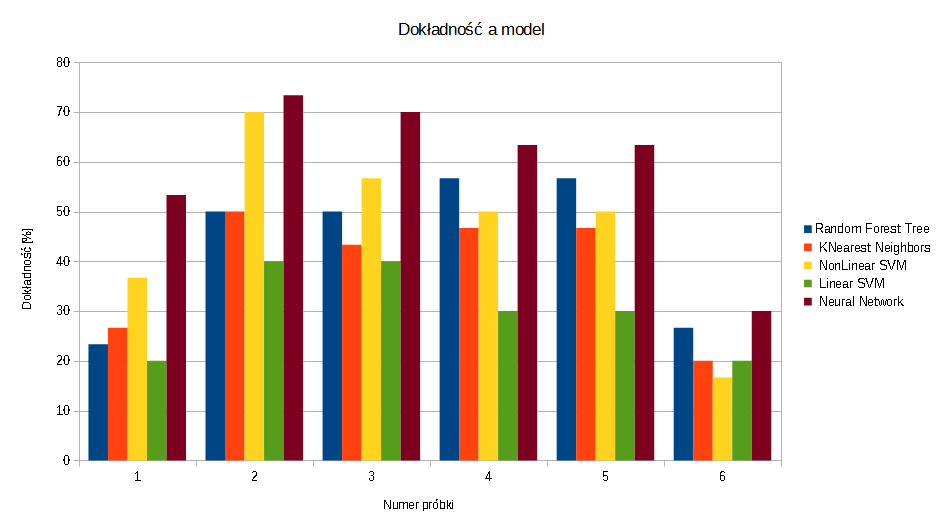 Dokładność a model
80
70
60
50
40
30
20
10
0
Dokładność [%]
1 2 3 4 5 6
Numer próbki
Random Forest Tree
KNearest Neighbors
NonLinear SVM
Linear SVM
Neural Network